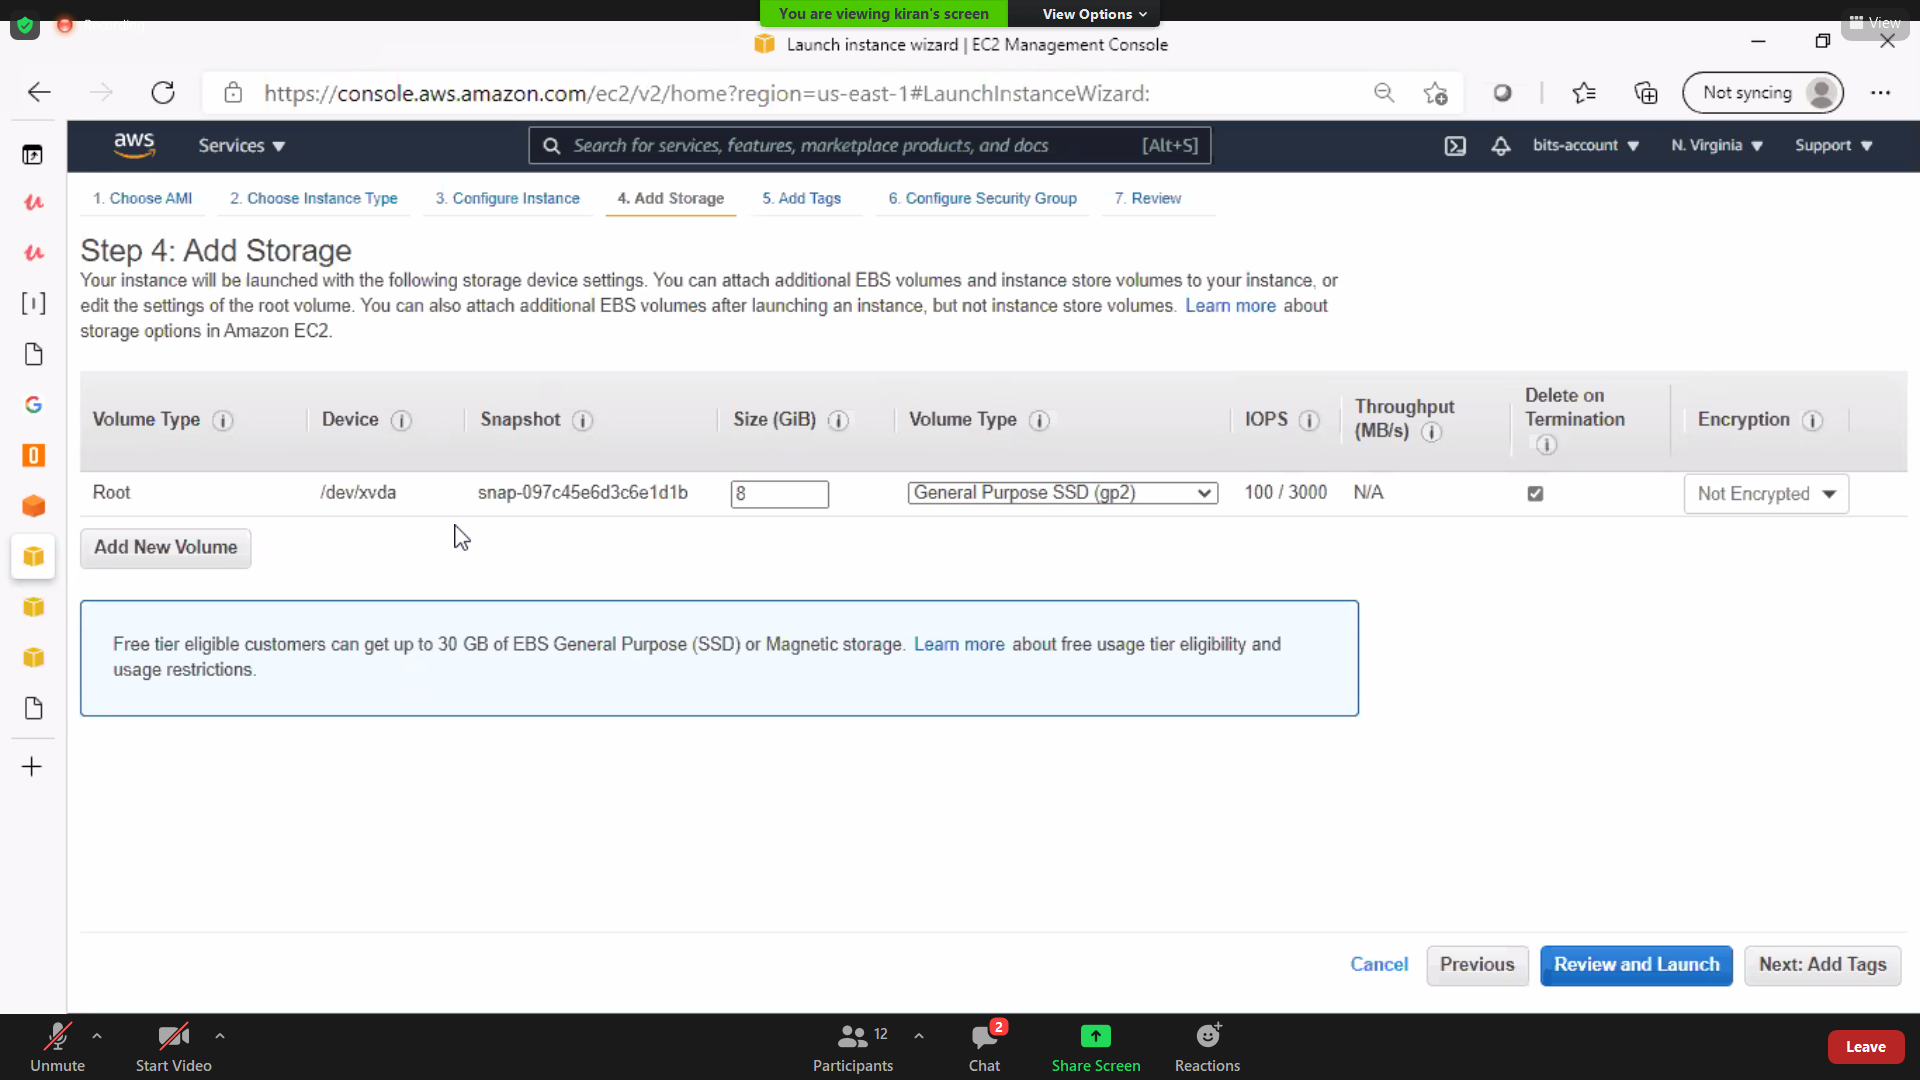 You are viewing kiran's screen
View Options
Recording
View
Launch instance wizard | EC2 Management Console
https://console.aws.amazon.com/ec2/v2/home?region=us-east-1#LaunchInstanceWizard:
Not syncing
aws
Services
Search for services, features, marketplace products, and docs
[Alt+S]
bits-account
N. Virginia
Support
1. Choose AMI
2. Choose Instance Type
3. Configure Instance
4. Add Storage
5. Add Tags
6. Configure Security Group
7. Review
Step 4: Add Storage
Your instance will be launched with the following storage device settings. You can attach additional EBS volumes and instance store volumes to your instance, or
edit the settings of the root volume. You can also attach additional EBS volumes after launching an instance, but not instance store volumes. Learn more about
storage options in Amazon EC2.
Volume Type
Device
Snapshot
Size (GiB)
Volume Type
IOPS
Throughput
(MB/s)
Delete on
Termination
Encryption
Root
/dev/xvda
snap-097c45e6d3c6e1d1b
8
General Purpose SSD (gp2)
100 / 3000
N/A
Not Encrypted
Add New Volume
Free tier eligible customers can get up to 30 GB of EBS General Purpose (SSD) or Magnetic storage. Learn more about free usage tier eligibility and
usage restrictions.
Cancel
Previous
Review and Launch
Next: Add Tags
Unmute
Start Video
12
Participants
2
Chat
Share Screen
Reactions
Leave